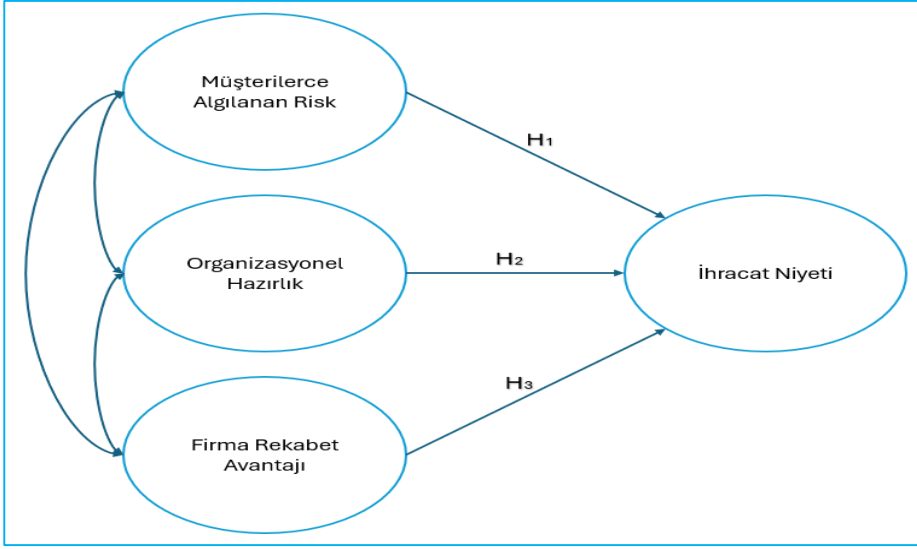 Müşterilerce
Algılanan Risk
H₁
Organizasyonel
Hazırlık
H₂
İhracat Niyeti
H₃
Firma Rekabet
Avantajı